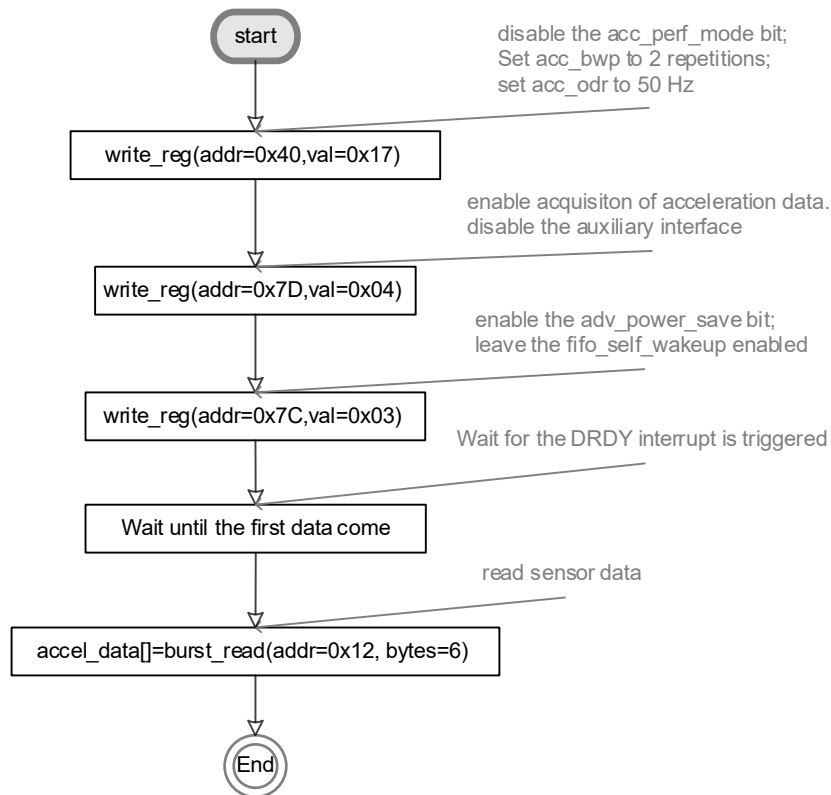 start
disable the acc_perf_mode bit;
Set acc_bwp to 2 repetitions;
set acc_odr to 50 Hz
write_reg(addr=0x40,val=0x17)
enable acquisiton of acceleration data.
disable the auxiliary interface
write_reg(addr=0x7D,val=0x04)
enable the adv_power_save bit;
leave the fifo_self_wakeup enabled
write_reg(addr=0x7C,val=0x03)
Wait for the DRDY interrupt is triggered
Wait until the first data come
read sensor data
accel_data[]=burst_read(addr=0x12, bytes=6)
End